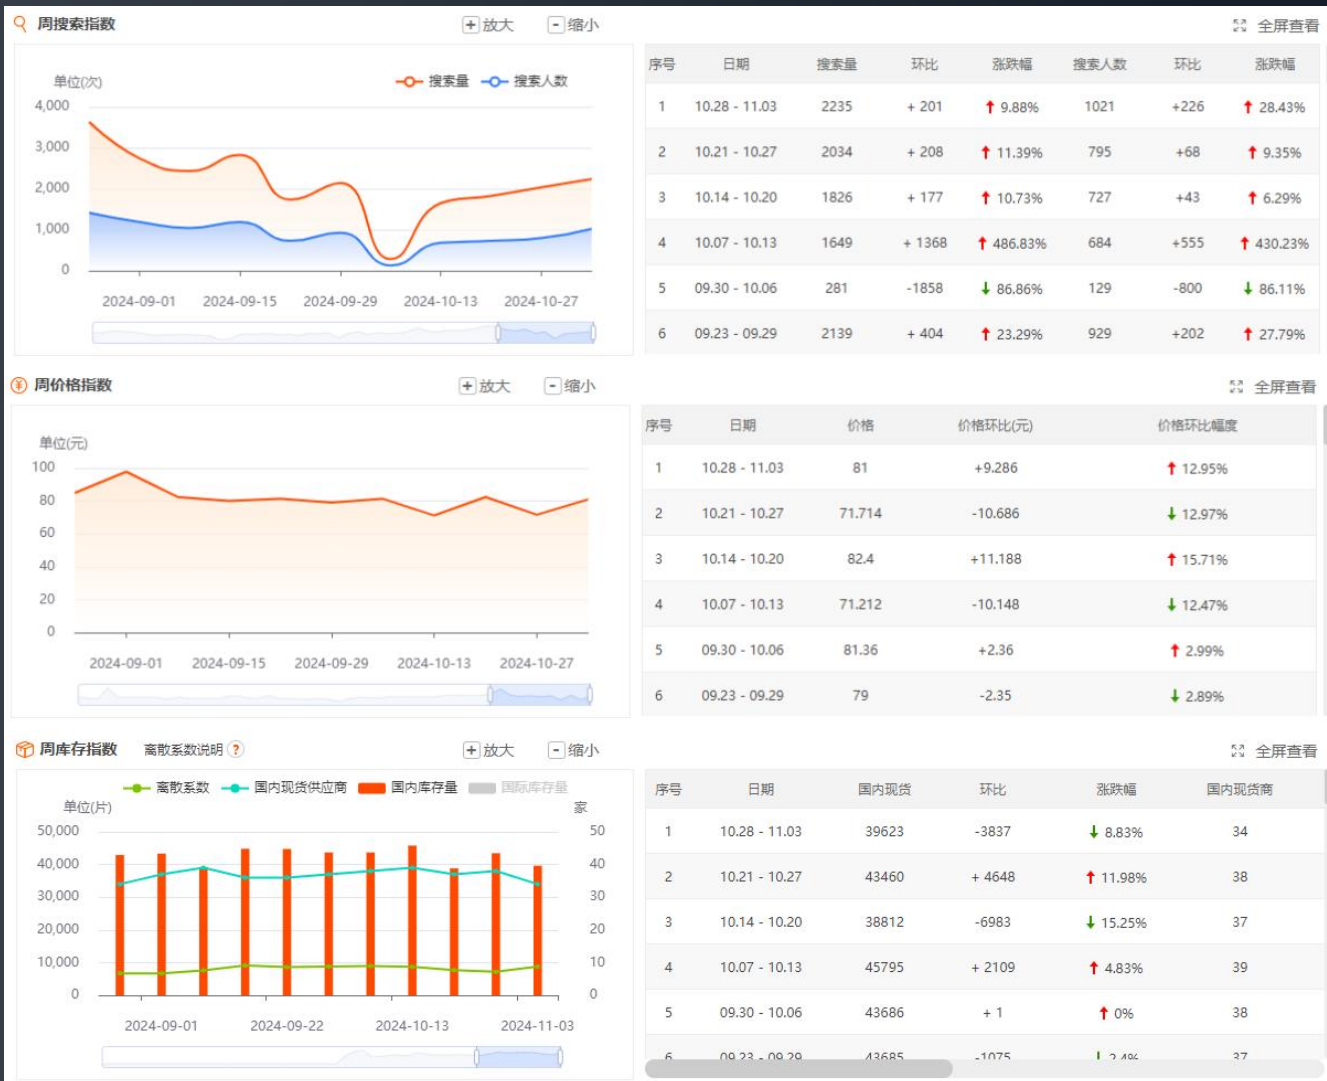 周搜索指数
放大
缩小
全屏查看
单位(次)
搜索量 搜索人数
4,000
3,000
2,000
1,000
0
2024-09-01 2024-09-15 2024-09-29 2024-10-13 2024-10-27
序号 日期 搜索量 环比 涨跌幅 搜索人数 环比 涨跌幅
1 10.28 - 11.03 2235 + 201 9.88% 1021 +226 28.43%
2 10.21 - 10.27 2034 + 208 11.39% 795 +68 9.35%
3 10.14 - 10.20 1826 + 177 10.73% 727 +43 6.29%
4 10.07 - 10.13 1649 + 1368 486.83% 684 +555 430.23%
5 09.30 - 10.06 281 -1858 86.86% 129 -800 86.11%
6 09.23 - 09.29 2139 + 404 23.29% 929 +202 27.79%
周价格指数
放大
缩小
全屏查看
单位(元)
100
80
60
40
20
0
2024-09-01 2024-09-15 2024-09-29 2024-10-13 2024-10-27
序号 日期 价格 价格环比(元) 价格环比幅度
1 10.28 - 11.03 81 +9.286 12.95%
2 10.21 - 10.27 71.714 -10.686 12.97%
3 10.14 - 10.20 82.4 +11.188 15.71%
4 10.07 - 10.13 71.212 -10.148 12.47%
5 09.30 - 10.06 81.36 +2.36 2.99%
6 09.23 - 09.29 79 -2.35 2.89%
周库存指数 离散系数说明 ?
放大
缩小
全屏查看
离散系数 国内现货供应商 国内库存量 国际库存量
单位(片) 家
50,000 50
40,000 40
30,000 30
20,000 20
10,000 10
0 0
2024-09-01 2024-09-22 2024-10-13 2024-11-03
序号 日期 国内现货 环比 涨跌幅 国内现货商
1 10.28 - 11.03 39623 -3837 8.83% 34
2 10.21 - 10.27 43460 + 4648 11.98% 38
3 10.14 - 10.20 38812 -6983 15.25% 37
4 10.07 - 10.13 45795 + 2109 4.83% 39
5 09.30 - 10.06 43686 + 1 0% 38
6 09.23 - 09.29 43685 -1075 2.4% 37